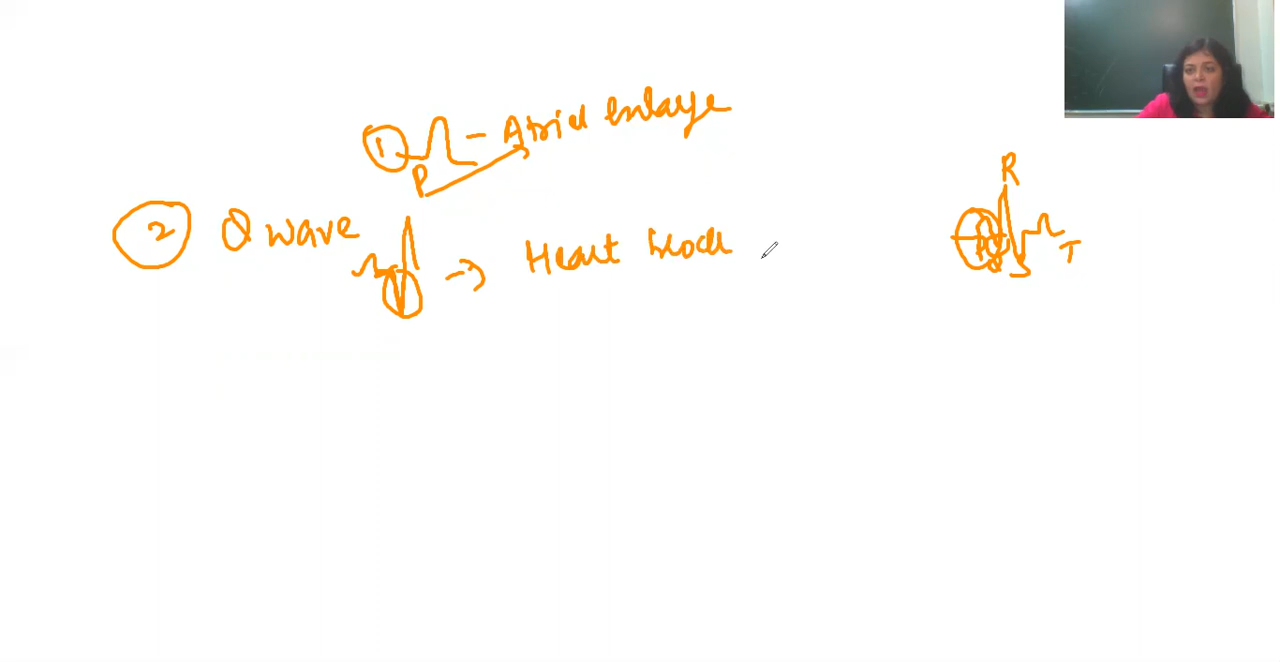 1 - Atrial enlarge
P
2 Q wave -> Heart block
R
P Q S T